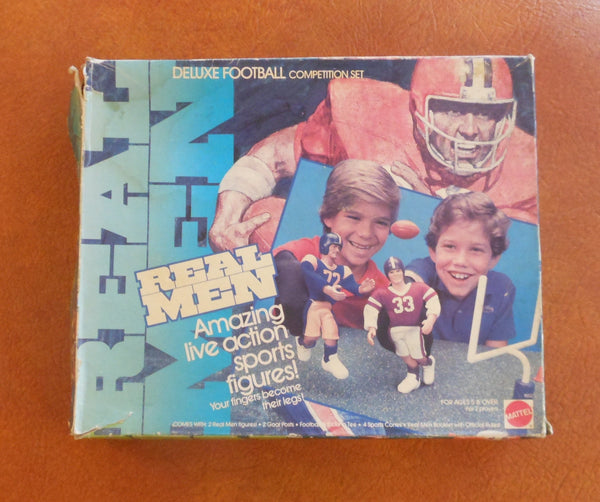 DELUXE FOOTBALL COMPETITION SET
REAL
MEN
REAL
MEN
Amazing
live action
sports
figures!
Your fingers become
their legs!
77
33
FOR AGES 5 & OVER
For 2 players
MATTEL
COMES WITH: 2 Real Men figures • 2 Goal Posts • Football & Kicking Tee • 4 Sports Cones • Real Men Booklet with Official Rules